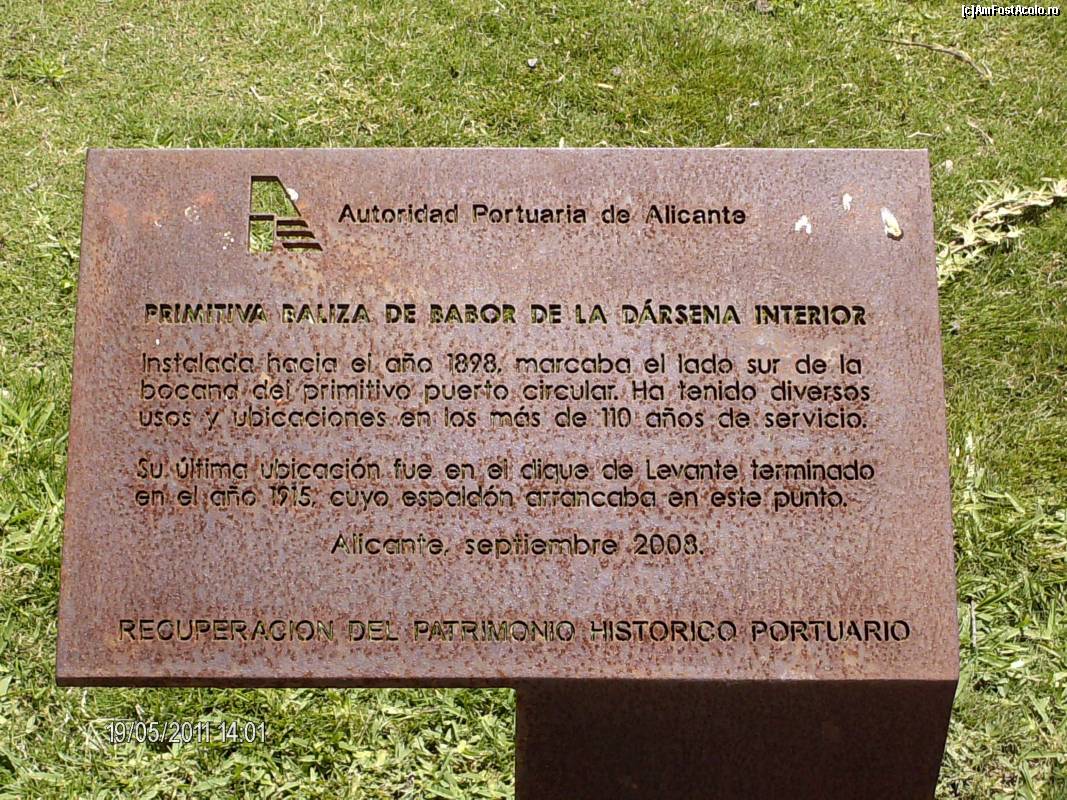 (c)AmFostAcolo.ro
Autoridad Portuaria de Alicante
PRIMITIVA BALIZA DE BABOR DE LA DÁRSENA INTERIOR
Instalada hacia el año 1898, marcaba el lado sur de la
bocana del primitivo puerto circular. Ha tenido diversos
usos y ubicaciones en los más de 110 años de servicio.
Su última ubicación fue en el dique de Levante, terminado
en el año 1915, cuyo espaldón arrancaba en este punto.
Alicante, septiembre 2008.
RECUPERACION DEL PATRIMONIO HISTORICO PORTUARIO
19/05/2011 14:01